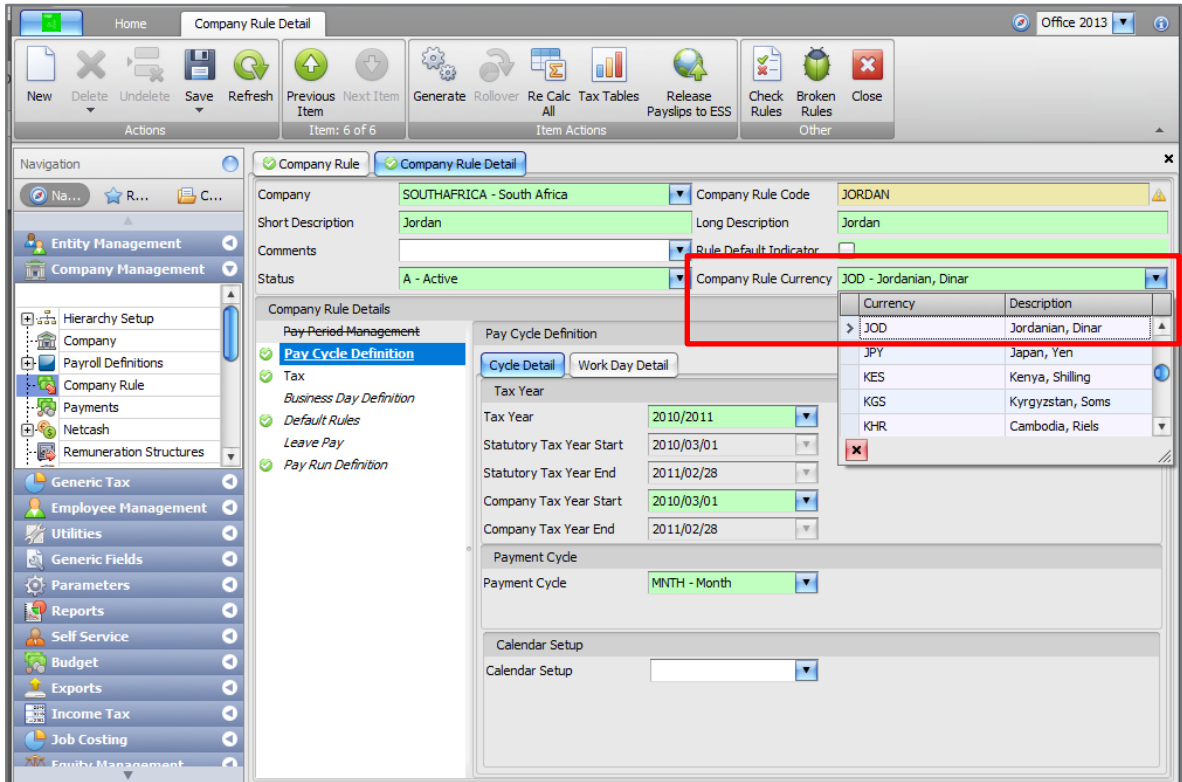 Home Company Rule Detail Office 2013
New Delete Undelete Save Refresh Previous Item Next Item Generate Rollover Re Calc All Tax Tables Release Payslips to ESS Check Rules Broken Rules Close
Actions Item: 6 of 6 Item Actions Other
Navigation
Na... R... C...
Entity Management
Company Management
Hierarchy Setup
Company
Payroll Definitions
Company Rule
Payments
Netcash
Remuneration Structures
Generic Tax
Employee Management
Utilities
Generic Fields
Parameters
Reports
Self Service
Budget
Exports
Income Tax
Job Costing
Equity Management
Company Rule Company Rule Detail
Company SOUTHAFRICA - South Africa Company Rule Code JORDAN
Short Description Jordan Long Description Jordan
Comments Rule Default Indicator
Status A - Active Company Rule Currency JOD - Jordanian, Dinar
Currency Description
JOD Jordanian, Dinar
JPY Japan, Yen
KES Kenya, Shilling
KGS Kyrgyzstan, Soms
KHR Cambodia, Riels
Company Rule Details
Pay Period Management
Pay Cycle Definition
Tax
Business Day Definition
Default Rules
Leave Pay
Pay Run Definition
Pay Cycle Definition
Cycle Detail Work Day Detail
Tax Year
Tax Year 2010/2011
Statutory Tax Year Start 2010/03/01
Statutory Tax Year End 2011/02/28
Company Tax Year Start 2010/03/01
Company Tax Year End 2011/02/28
Payment Cycle
Payment Cycle MNTH - Month
Calendar Setup
Calendar Setup